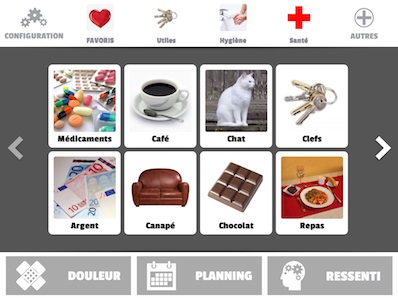 CONFIGURATION
FAVORIS
Utiles
Hygiène
Santé
AUTRES
Médicaments
Café
Chat
Clefs
Argent
Canapé
Chocolat
Repas
DOULEUR
PLANNING
RESSENTI